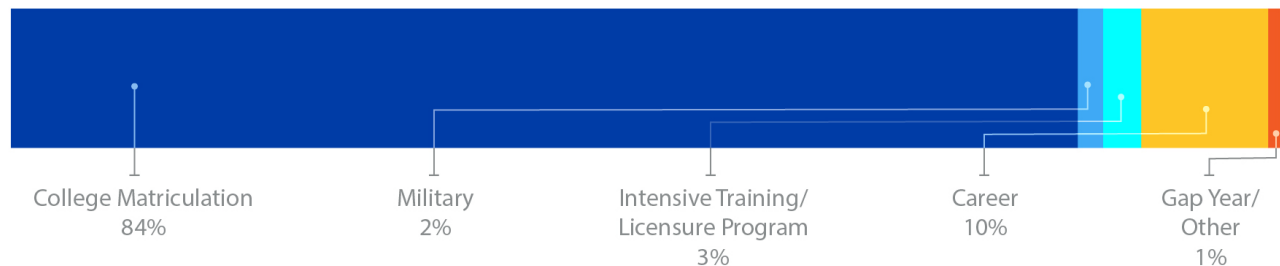 College Matriculation
84%
Military
2%
Intensive Training/
Licensure Program
3%
Career
10%
Gap Year/
Other
1%